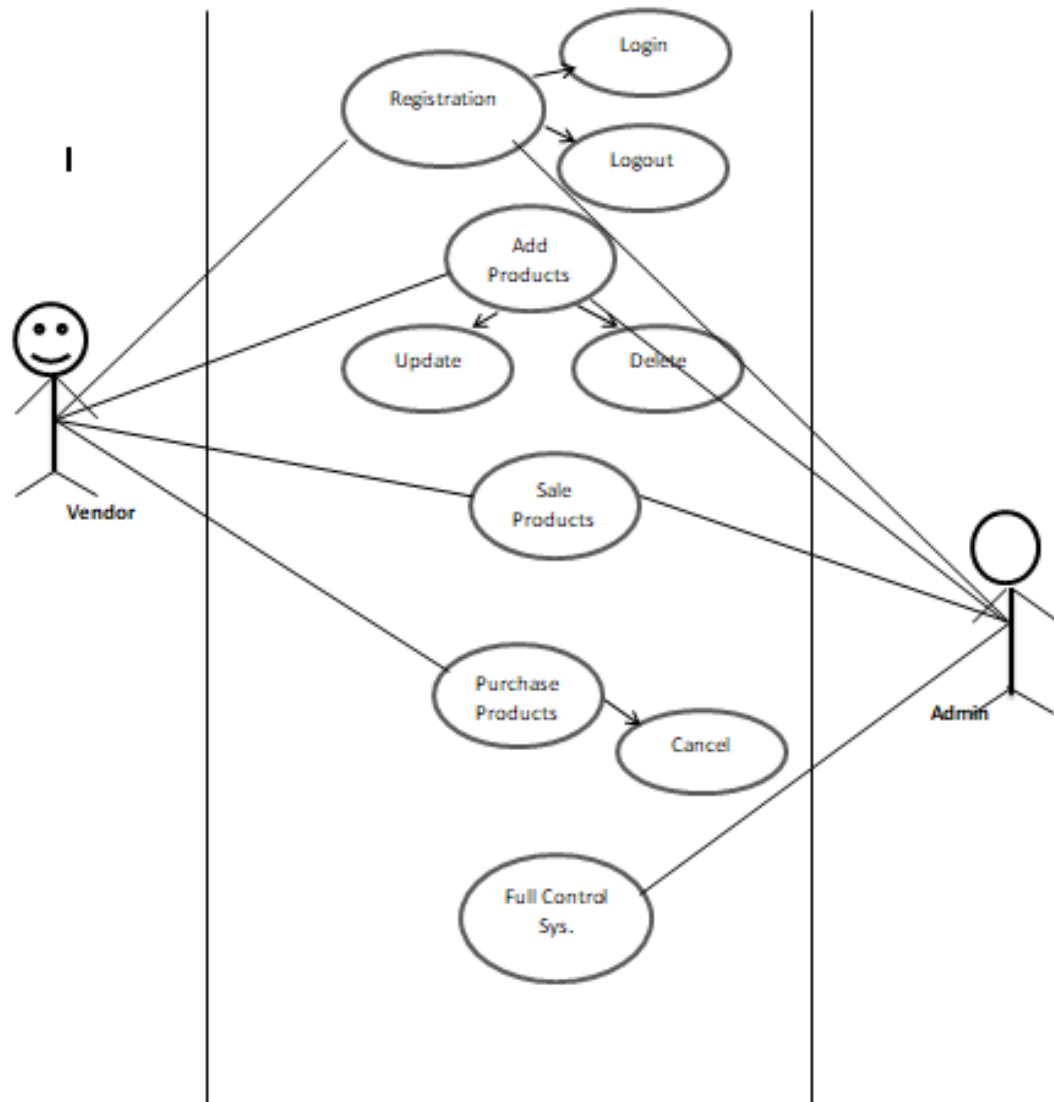 Login
Registration
Logout
Add
Products
Update
Delete
Sale
Products
Vendor
Purchase
Products
Admin
Cancel
Full Control
Sys.